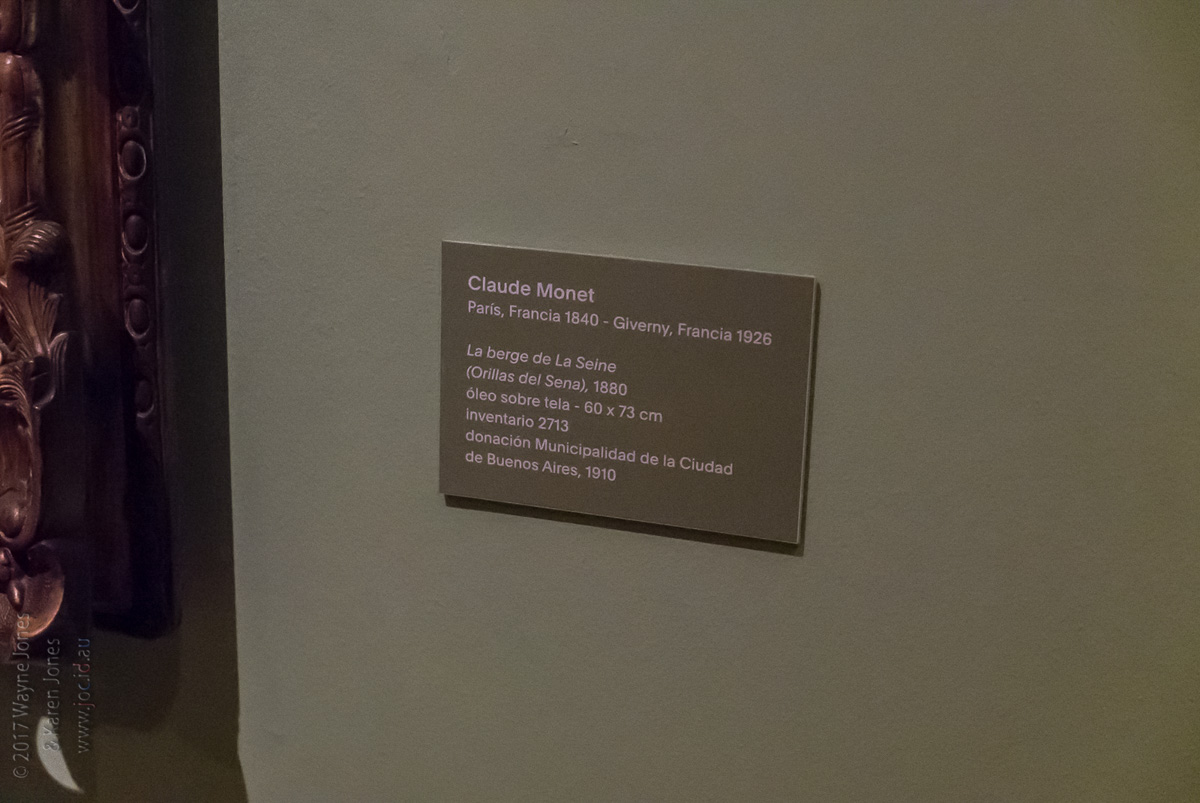 Claude Monet
París, Francia 1840 - Giverny, Francia 1926
La berge de La Seine
(Orillas del Sena), 1880
óleo sobre tela - 60 x 73 cm
inventario 2713
donación Municipalidad de la Ciudad
de Buenos Aires, 1910
© 2017 Wayne Jones
& Karen Jones
www.joc.id.au